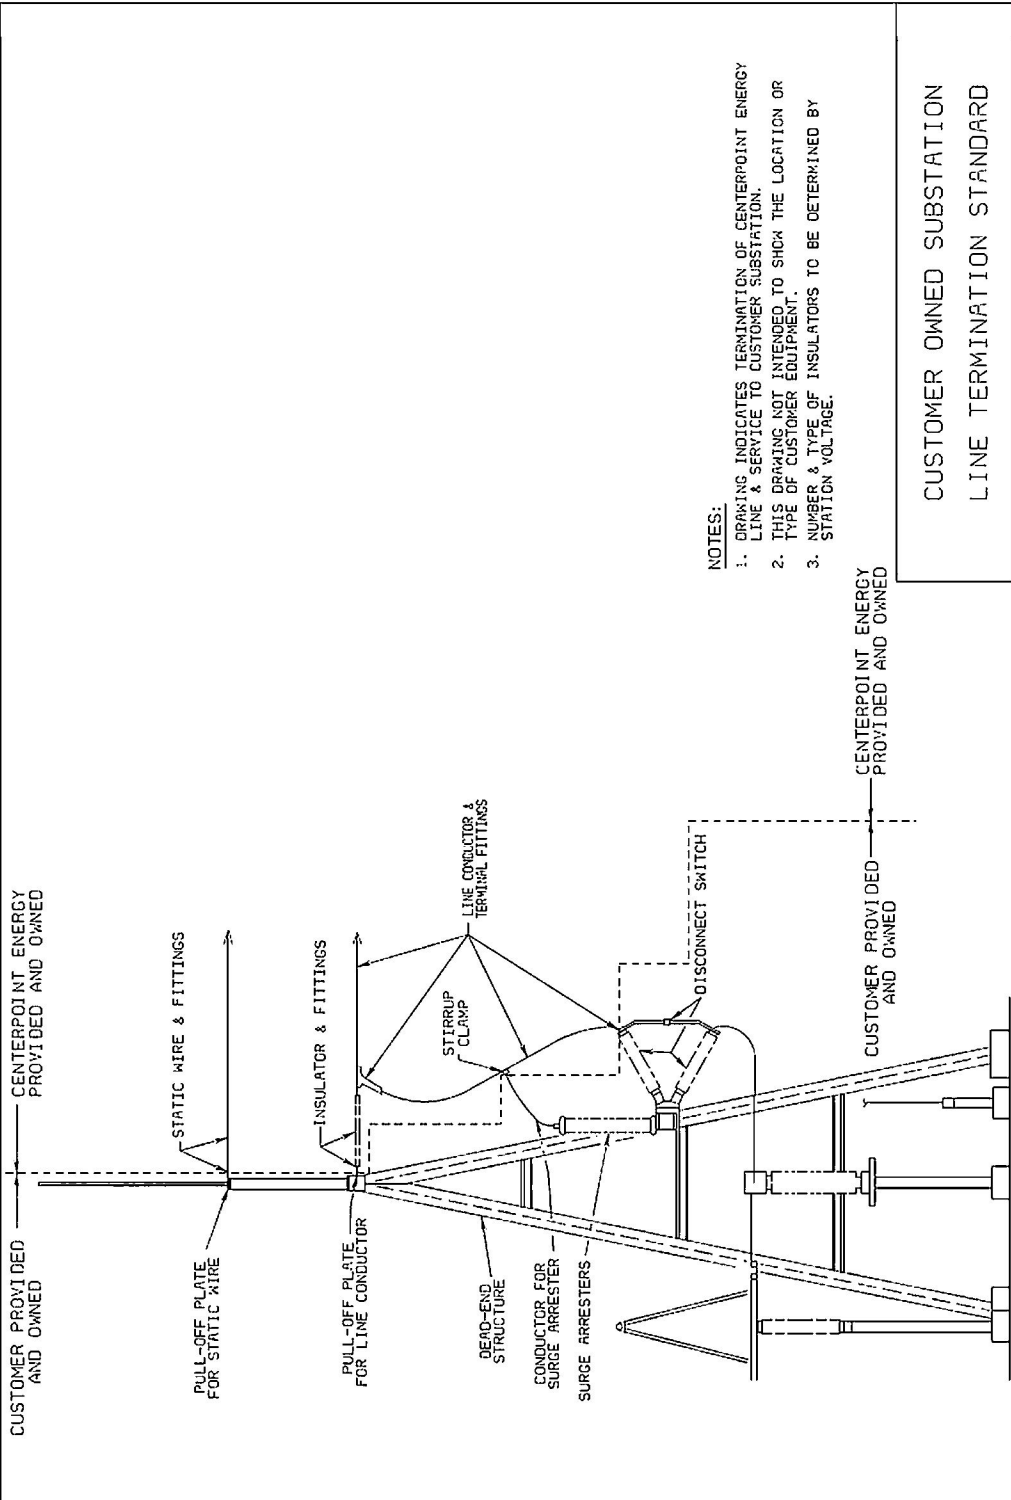 CUSTOMER PROVIDED
AND OWNED
CENTERPOINT ENERGY
PROVIDED AND OWNED
PULL-OFF PLATE
FOR STATIC WIRE
STATIC WIRE & FITTINGS
PULL-OFF PLATE
FOR LINE CONDUCTOR
INSULATOR & FITTINGS
LINE CONDUCTOR &
TERMINAL FITTINGS
STIRRUP
CLAMP
DEAD-END
STRUCTURE
CONDUCTOR FOR
SURGE ARRESTER
SURGE ARRESTERS
DISCONNECT SWITCH
CUSTOMER PROVIDED
AND OWNED
CENTERPOINT ENERGY
PROVIDED AND OWNED
NOTES:
1. DRAWING INDICATES TERMINATION OF CENTERPOINT ENERGY
LINE & SERVICE TO CUSTOMER SUBSTATION.
2. THIS DRAWING NOT INTENDED TO SHOW THE LOCATION OR
TYPE OF CUSTOMER EQUIPMENT.
3. NUMBER & TYPE OF INSULATORS TO BE DETERMINED BY
STATION VOLTAGE.
CUSTOMER OWNED SUBSTATION
LINE TERMINATION STANDARD